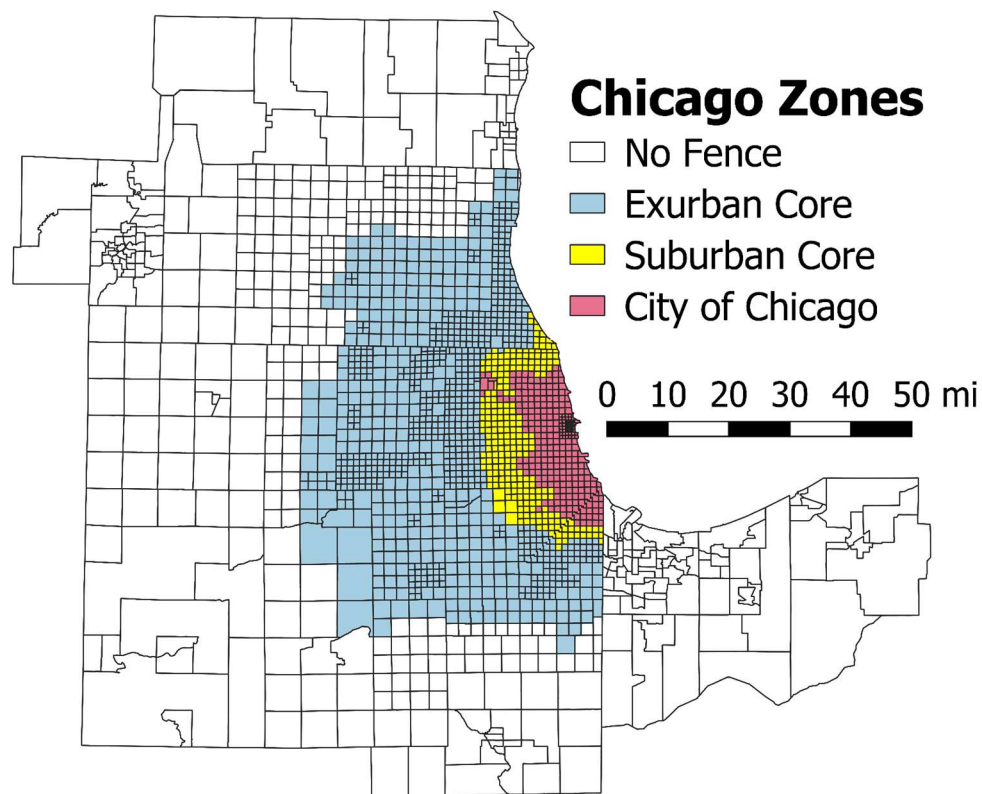 Chicago Zones
No Fence
Exurban Core
Suburban Core
City of Chicago
0 10 20 30 40 50 mi